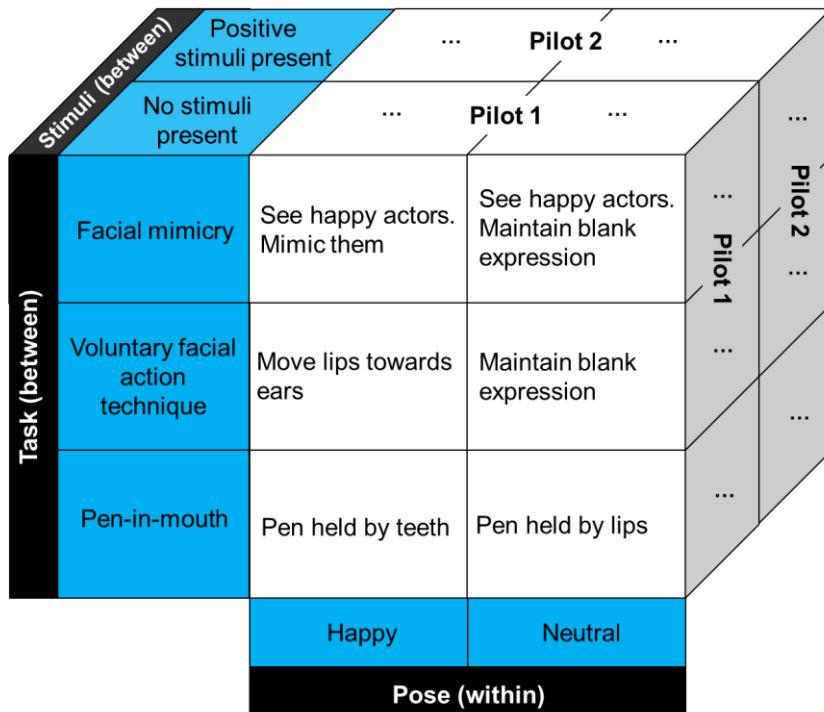 Positive
stimuli present
...
Pilot 2
...
No stimuli
present
...
Pilot 1
...
Stimuli (between)
Task (between)
Facial mimicry
See happy actors.
Mimic them
See happy actors.
Maintain blank
expression
Voluntary facial
action
technique
Move lips towards
ears
Maintain blank
expression
Pen-in-mouth
Pen held by teeth
Pen held by lips
...
Pilot 1
...
...
...
Pilot 2
...
...
Happy
Neutral
Pose (within)